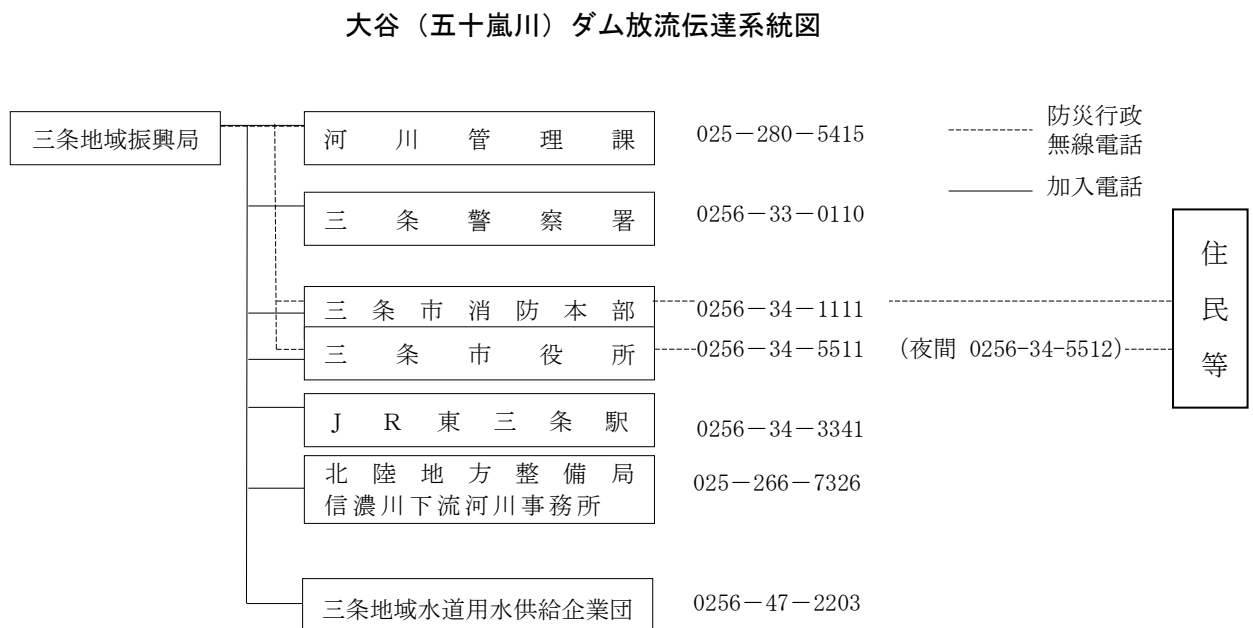 大谷（五十嵐川）ダム放流伝達系統図
三条地域振興局
河川管理課 025－280－5415
防災行政
無線電話
加入電話
三条警察署 0256－33－0110
三条市消防本部 0256－34－1111
三条市役所 0256－34－5511 (夜間 0256-34-5512)
ＪＲ東三条駅 0256－34－3341
北陸地方整備局
信濃川下流河川事務所 025－266－7326
三条地域水道用水供給企業団 0256－47－2203
住民等